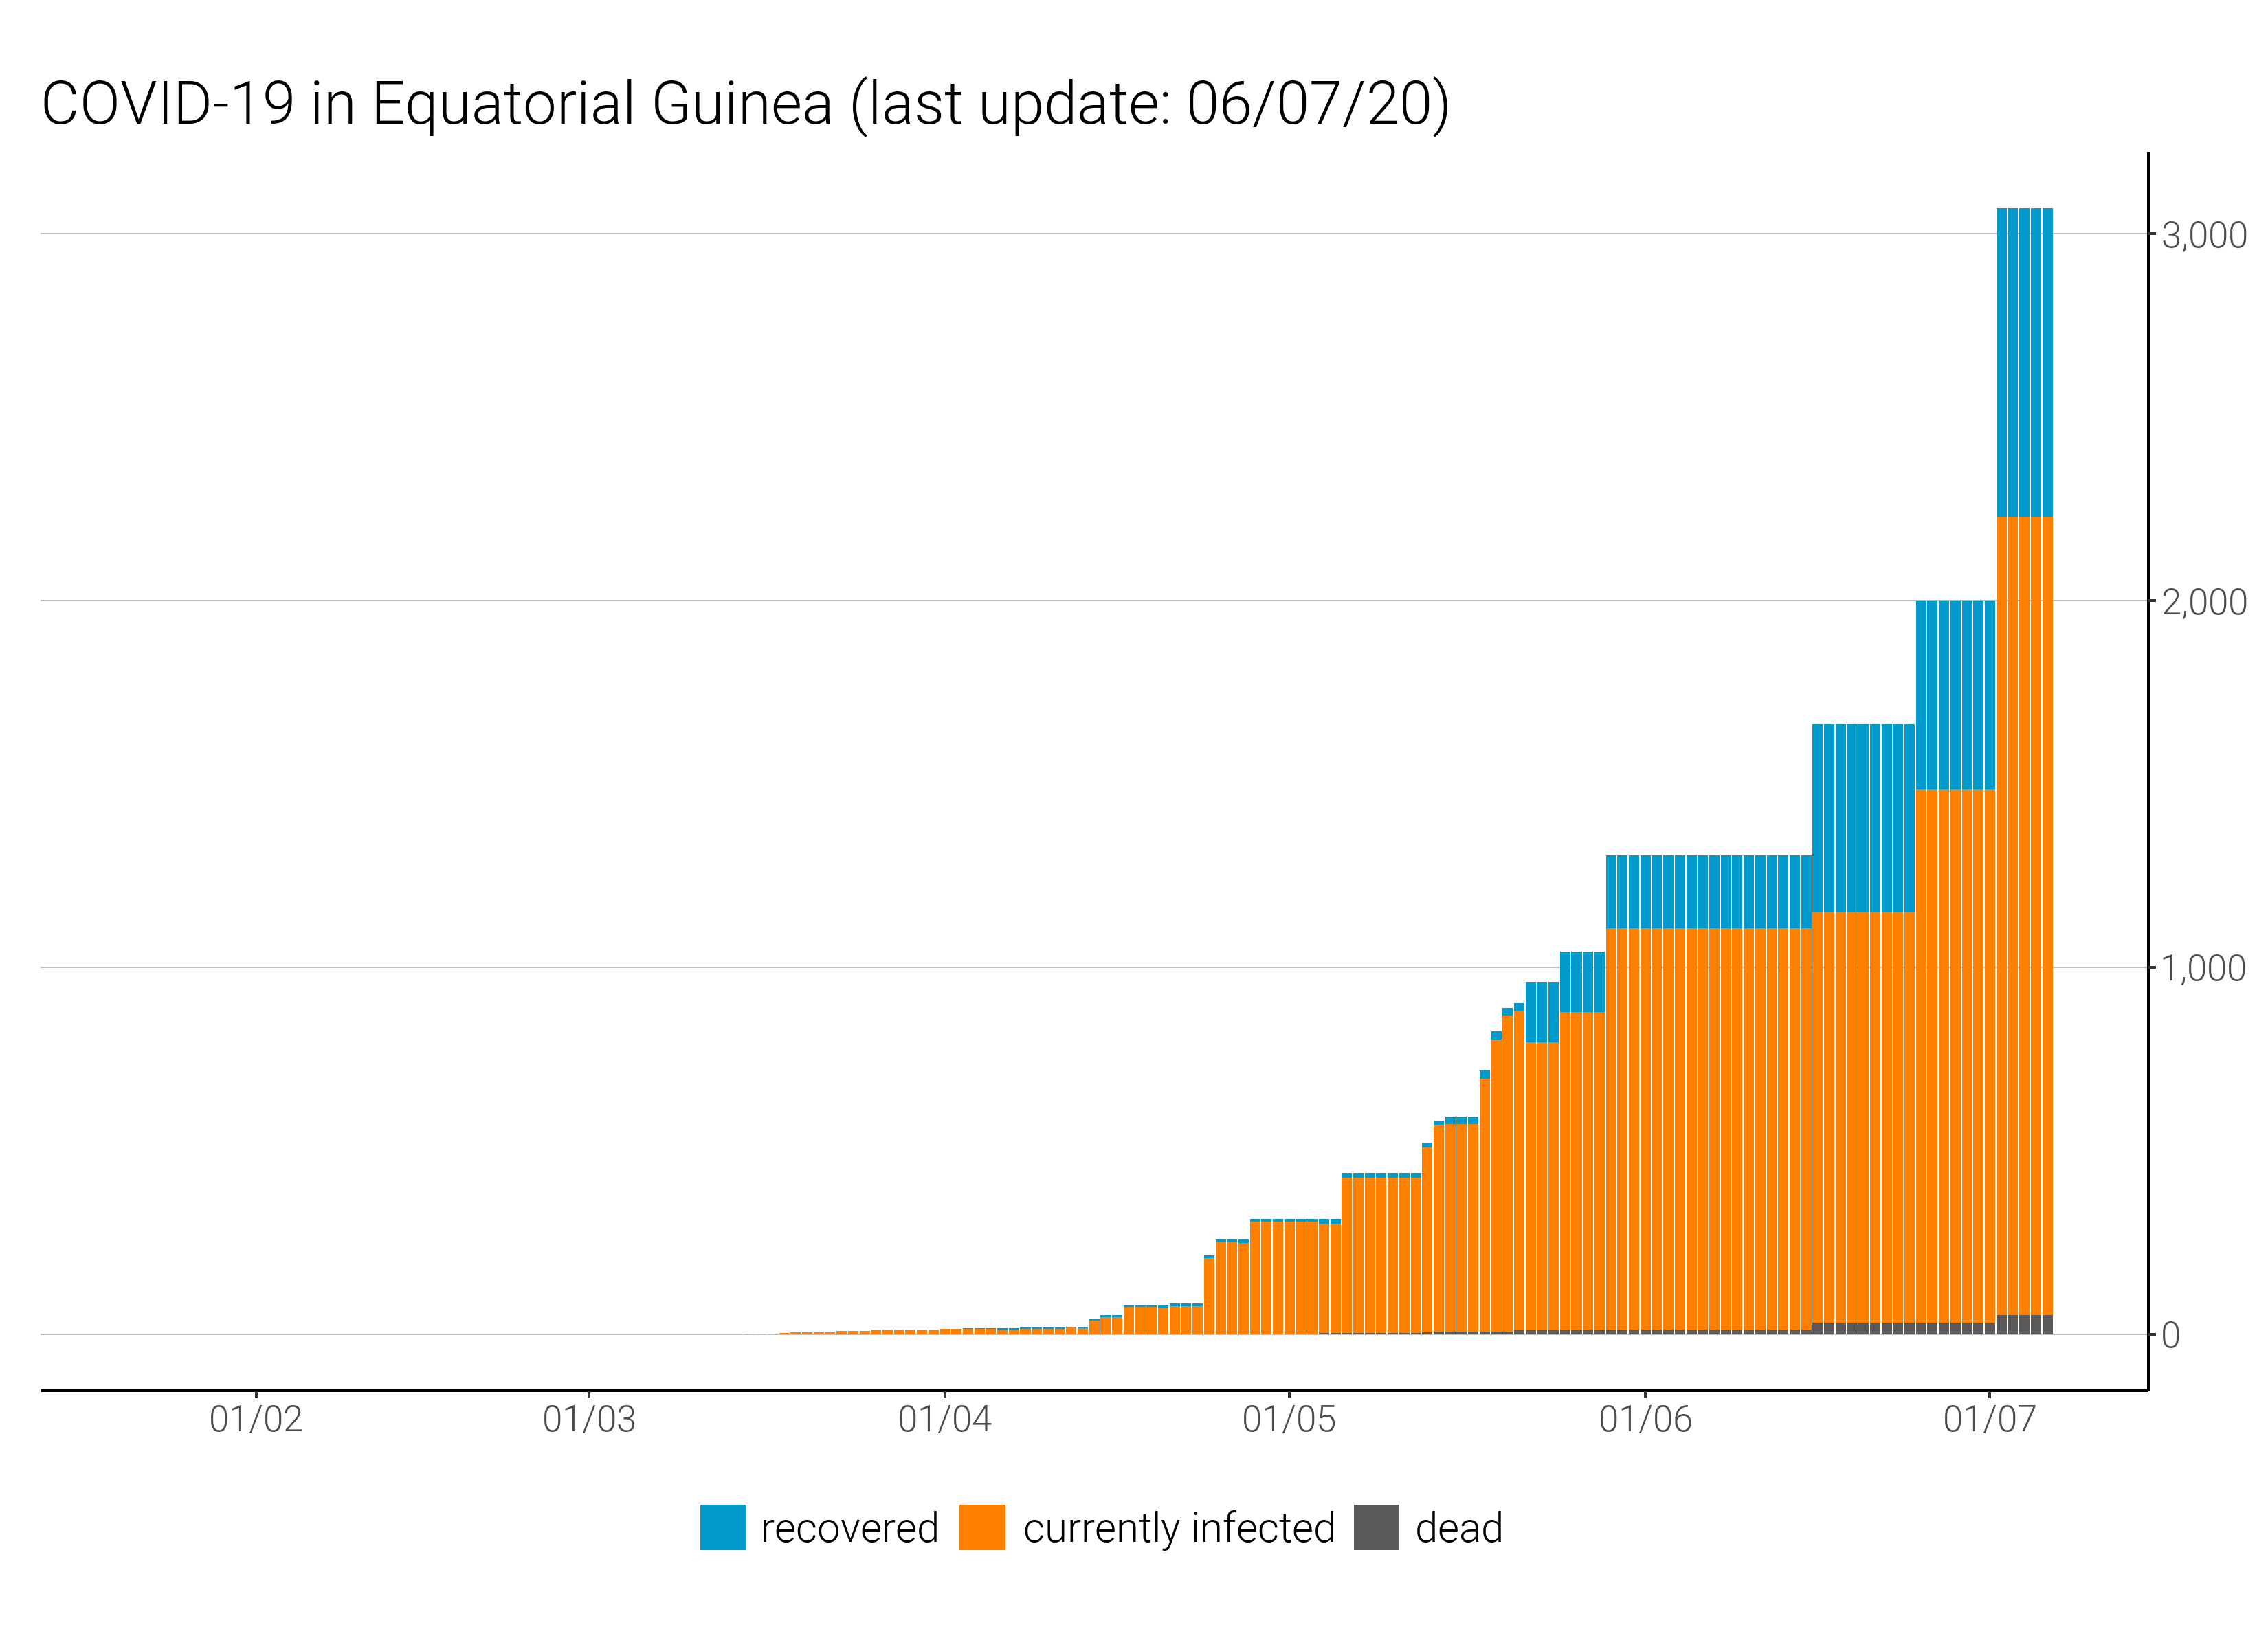 COVID-19 in Equatorial Guinea (last update: 06/07/20)
3,000
2,000
1,000
0
01/02 01/03 01/04 01/05 01/06 01/07
recovered currently infected dead